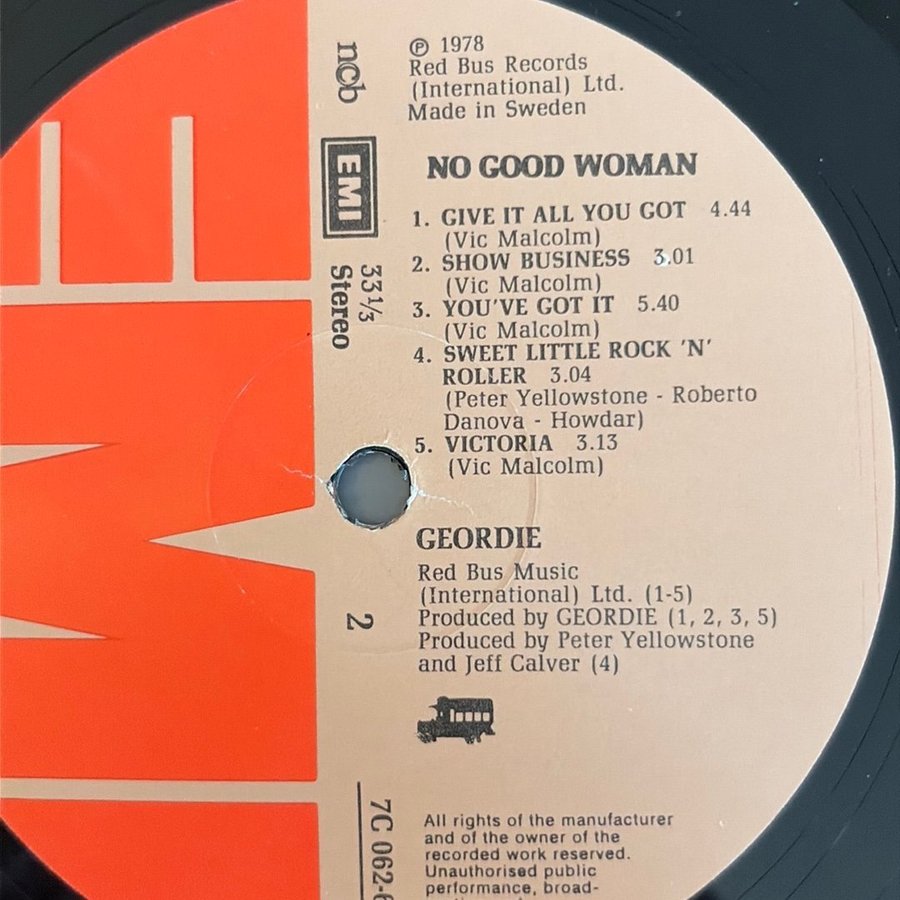 ℗ 1978
Red Bus Records
(International) Ltd.
Made in Sweden
ncb
EMI
33⅓
Stereo
NO GOOD WOMAN
1. GIVE IT ALL YOU GOT 4.44
(Vic Malcolm)
2. SHOW BUSINESS 3.01
(Vic Malcolm)
3. YOU'VE GOT IT 5.40
(Vic Malcolm)
4. SWEET LITTLE ROCK 'N'
ROLLER 3.04
(Peter Yellowstone - Roberto
Danova - Howdar)
5. VICTORIA 3.13
(Vic Malcolm)
2
GEORDIE
Red Bus Music
(International) Ltd. (1-5)
Produced by GEORDIE (1, 2, 3, 5)
Produced by Peter Yellowstone
and Jeff Calver (4)
7C 062-
All rights of the manufacturer
and of the owner of the
recorded work reserved.
Unauthorised public
performance, broad-